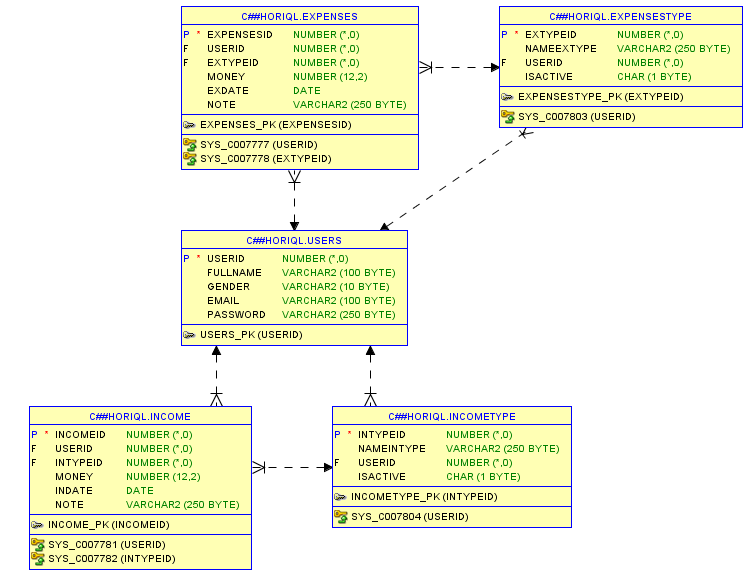 C##HORIQL.EXPENSES
P * EXPENSESID NUMBER (*,0)
F USERID NUMBER (*,0)
F EXTYPEID NUMBER (*,0)
MONEY NUMBER (12,2)
EXDATE DATE
NOTE VARCHAR2 (250 BYTE)
EXPENSES_PK (EXPENSESID)
SYS_C007777 (USERID)
SYS_C007778 (EXTYPEID)
C##HORIQL.EXPENSESTYPE
P * EXTYPEID NUMBER (*,0)
NAMEEXTYPE VARCHAR2 (250 BYTE)
F USERID NUMBER (*,0)
ISACTIVE CHAR (1 BYTE)
EXPENSESTYPE_PK (EXTYPEID)
SYS_C007803 (USERID)
C##HORIQL.USERS
P * USERID NUMBER (*,0)
FULLNAME VARCHAR2 (100 BYTE)
GENDER VARCHAR2 (10 BYTE)
EMAIL VARCHAR2 (100 BYTE)
PASSWORD VARCHAR2 (250 BYTE)
USERS_PK (USERID)
C##HORIQL.INCOME
P * INCOMEID NUMBER (*,0)
F USERID NUMBER (*,0)
F INTYPEID NUMBER (*,0)
MONEY NUMBER (12,2)
INDATE DATE
NOTE VARCHAR2 (250 BYTE)
INCOME_PK (INCOMEID)
SYS_C007781 (USERID)
SYS_C007782 (INTYPEID)
C##HORIQL.INCOMETYPE
P * INTYPEID NUMBER (*,0)
NAMEINTYPE VARCHAR2 (250 BYTE)
F USERID NUMBER (*,0)
ISACTIVE CHAR (1 BYTE)
INCOMETYPE_PK (INTYPEID)
SYS_C007804 (USERID)